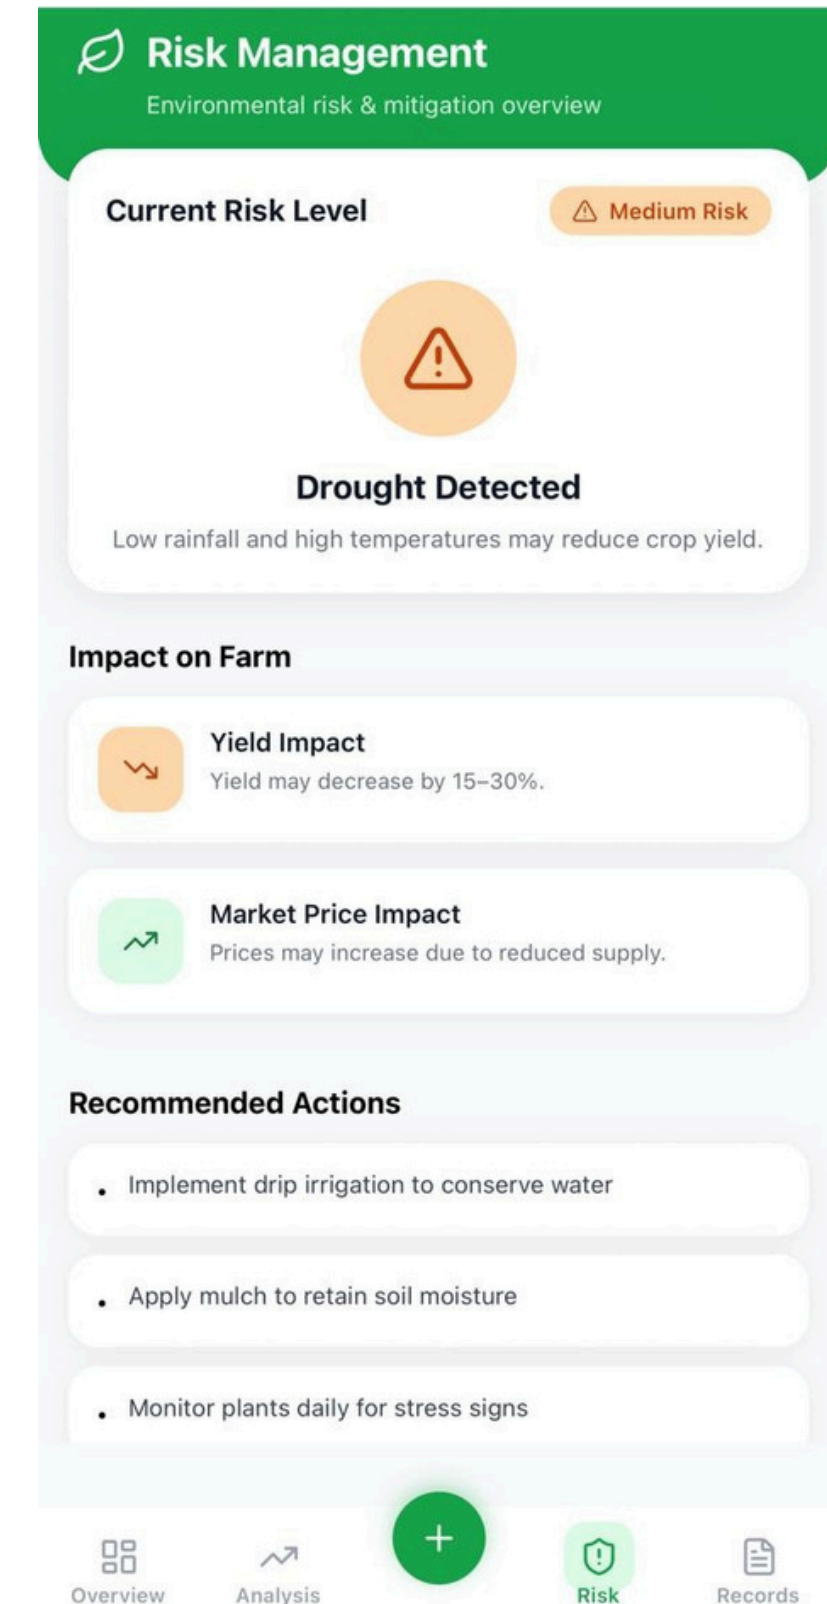 Risk Management
Environmental risk & mitigation overview
Current Risk Level
Medium Risk
Drought Detected
Low rainfall and high temperatures may reduce crop yield.
Impact on Farm
Yield Impact
Yield may decrease by 15–30%.
Market Price Impact
Prices may increase due to reduced supply.
Recommended Actions
• Implement drip irrigation to conserve water
• Apply mulch to retain soil moisture
• Monitor plants daily for stress signs
Overview
Analysis
Risk
Records